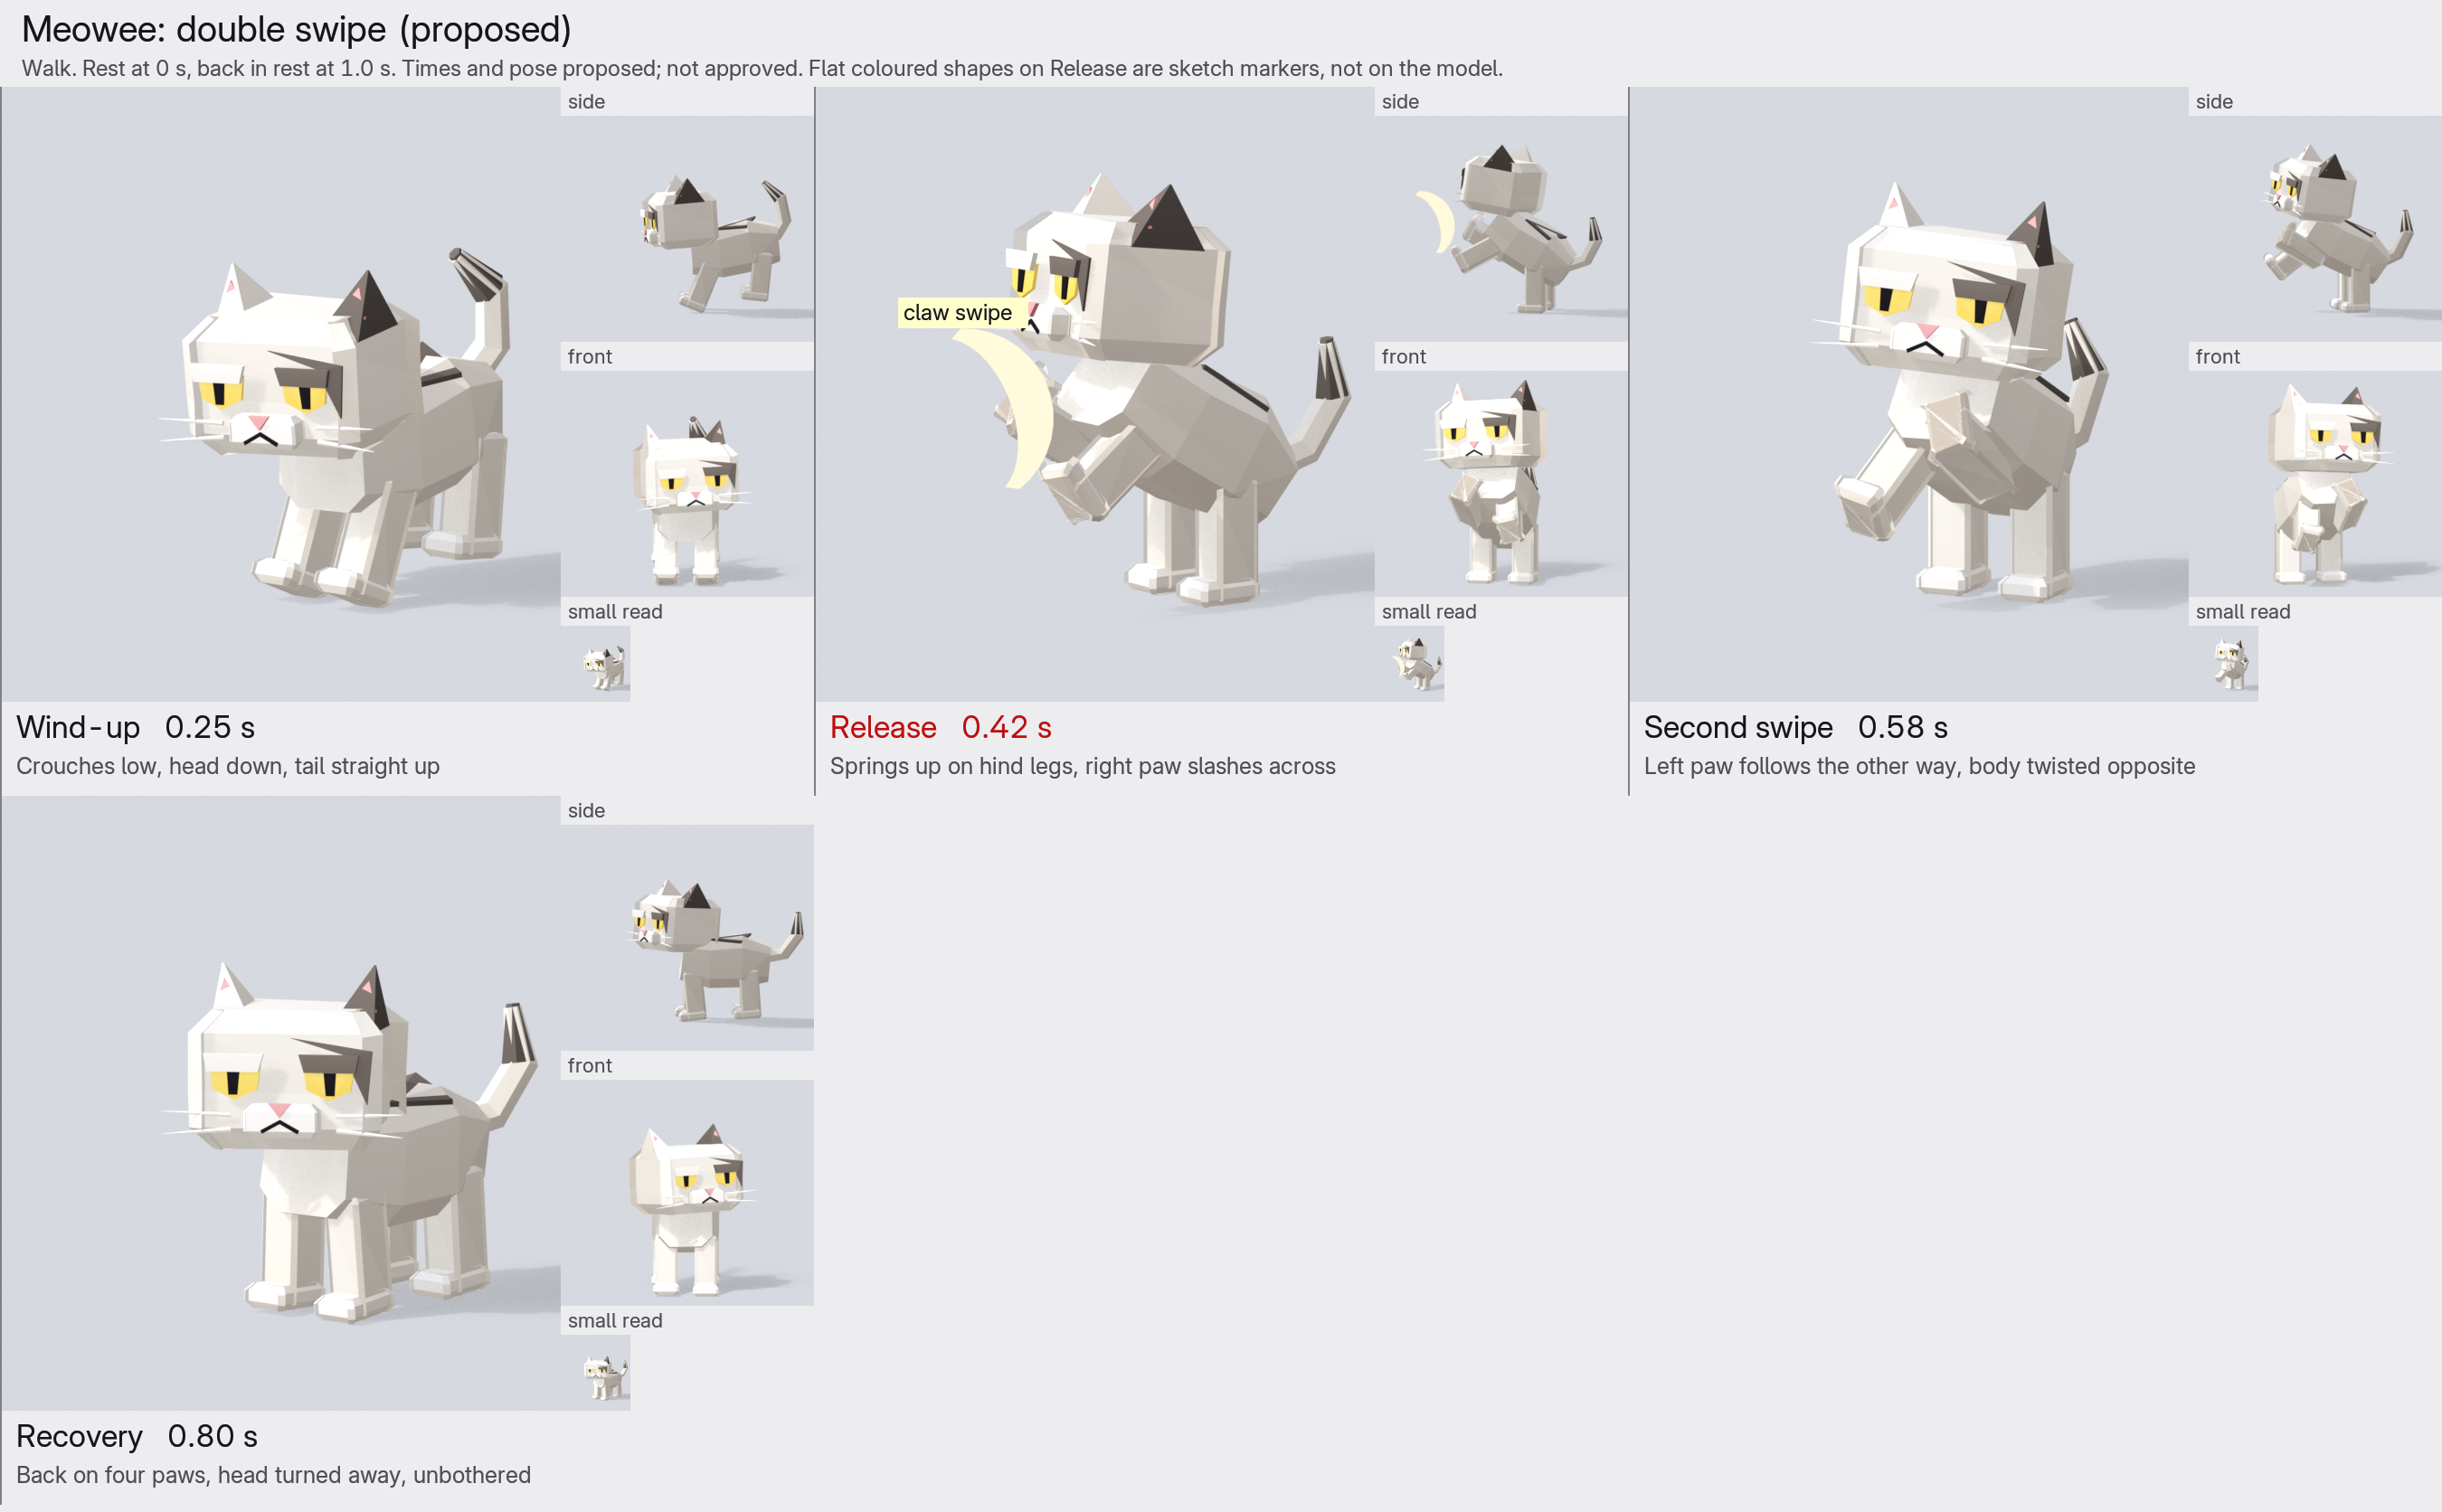 Meowee: double swipe (proposed)
Walk. Rest at 0 s, back in rest at 1.0 s. Times and pose proposed; not approved. Flat coloured shapes on Release are sketch markers, not on the model.
side
front
small read
Wind-up 0.25 s
Crouches low, head down, tail straight up
claw swipe
side
front
small read
Release 0.42 s
Springs up on hind legs, right paw slashes across
side
front
small read
Second swipe 0.58 s
Left paw follows the other way, body twisted opposite
side
front
small read
Recovery 0.80 s
Back on four paws, head turned away, unbothered